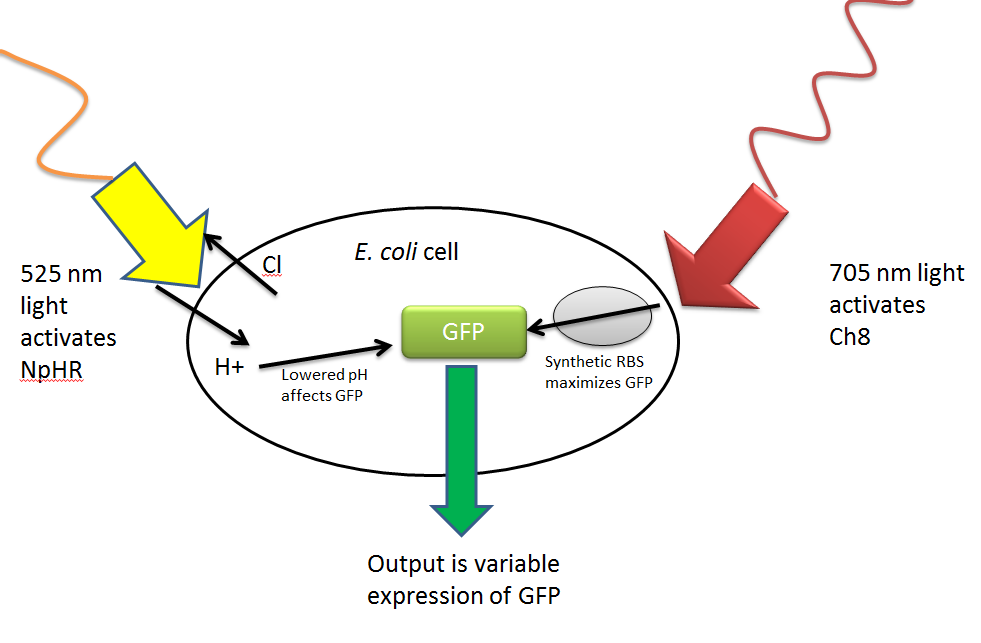 E. coli cell
Cl
525 nm
light
activates
NpHR
705 nm light
activates
Ch8
GFP
H+
Lowered pH
affects GFP
Synthetic RBS
maximizes GFP
Output is variable
expression of GFP